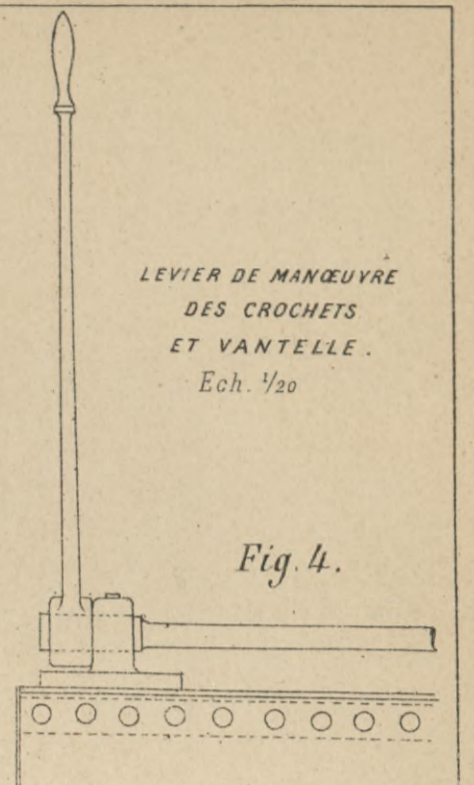 LEVIER DE MANŒUVRE
DES CROCHETS
ET VANTELLE.
Ech. 1/20
Fig. 4.